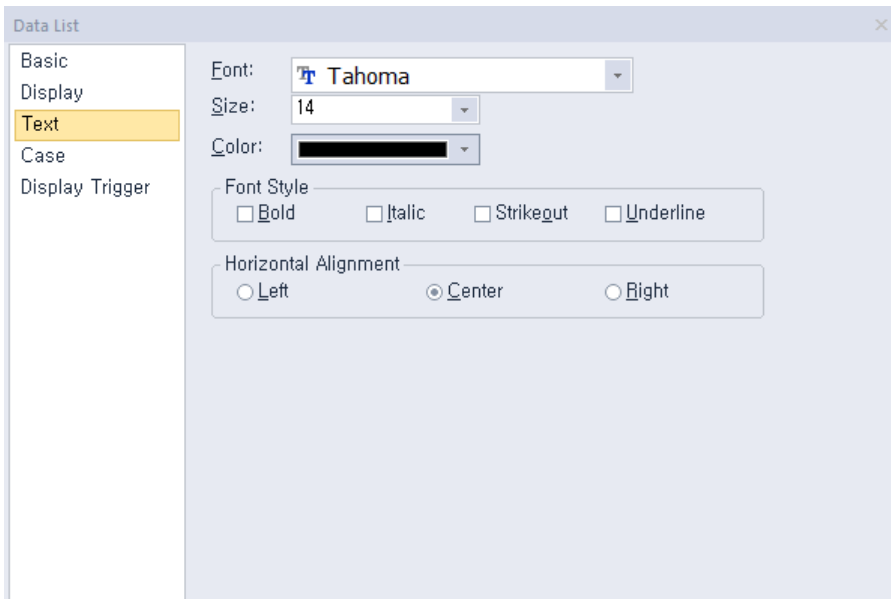 Data List
Basic
Display
Text
Case
Display Trigger
Font: Tahoma
Size: 14
Color:
Font Style
Bold Italic Strikeout Underline
Horizontal Alignment
Left Center Right